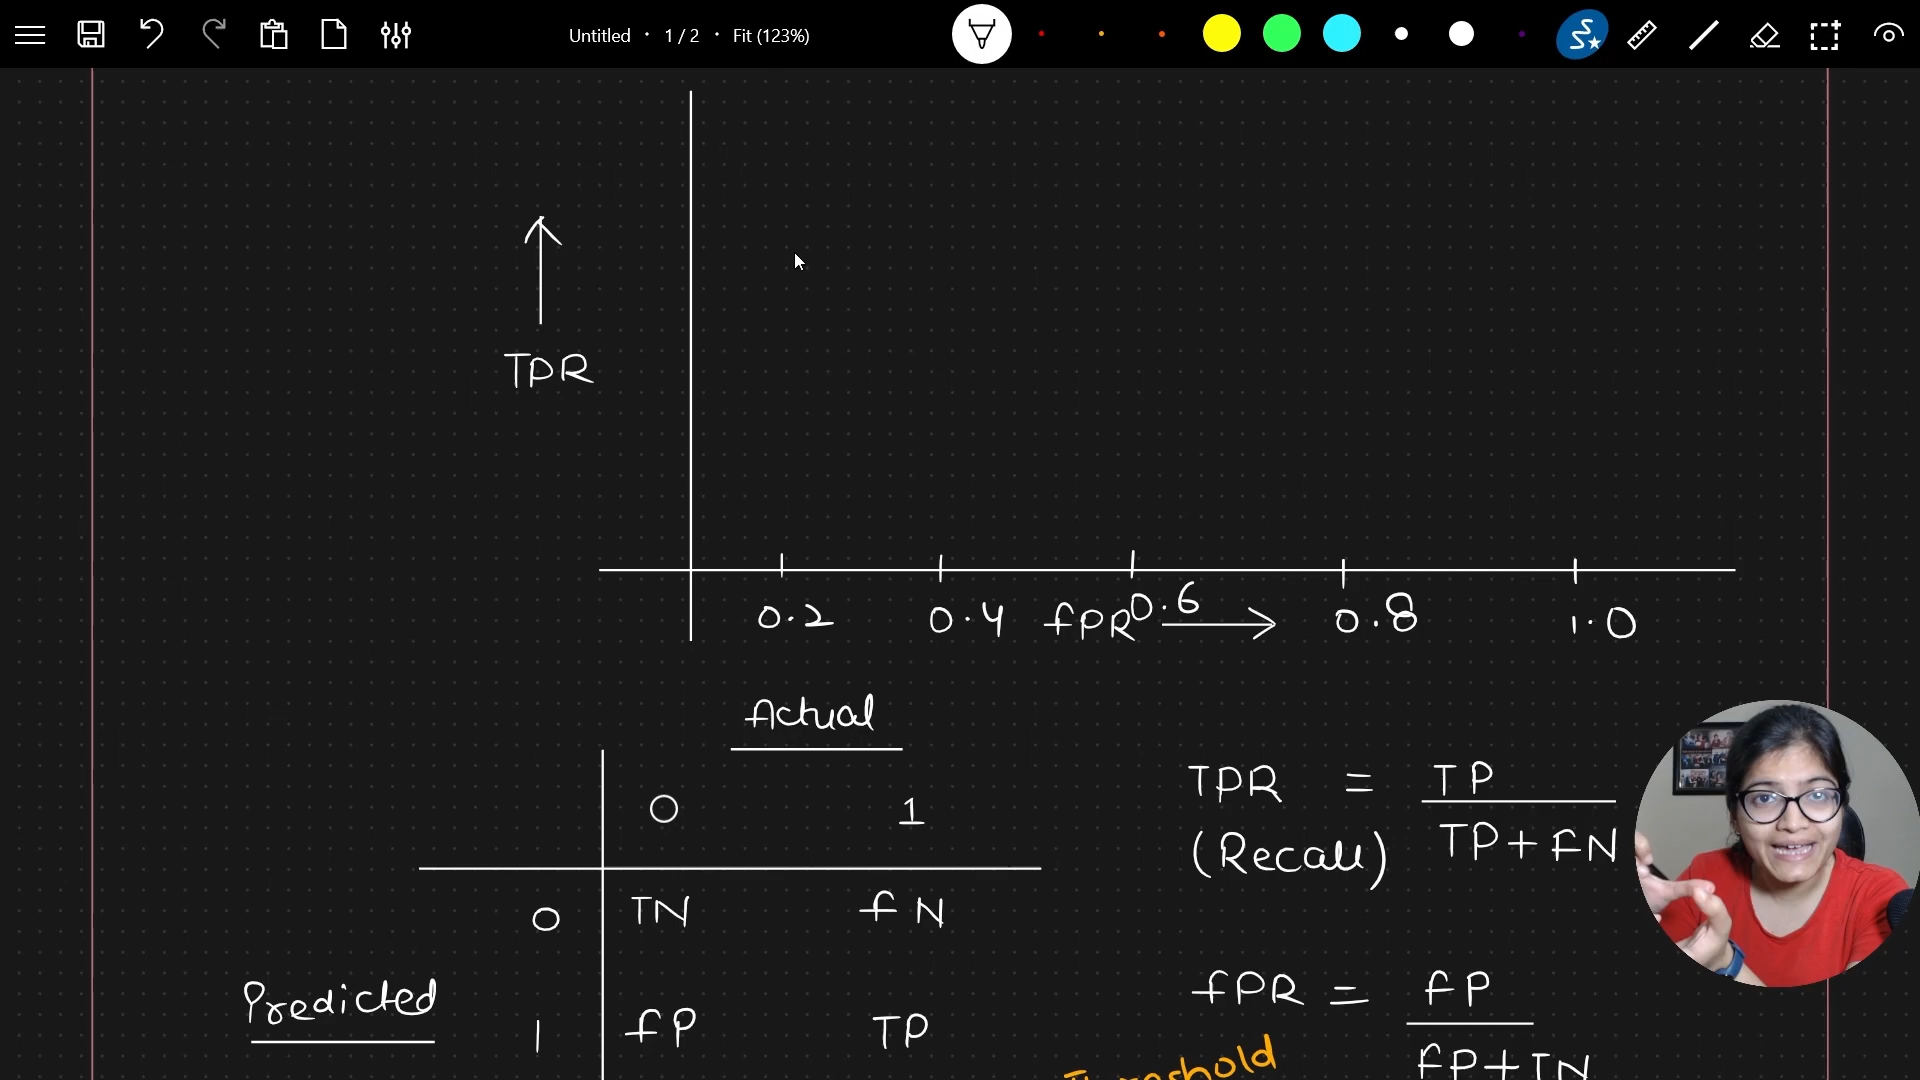 Untitled • 1 / 2 • Fit (123%)
TPR
0.2 0.4 0.6 0.8 1.0
fPR
Actual
0 1
0 TN fN
Predicted 1 fP TP
TPR = TP
TP + FN
(Recall)
fPR = fP
fP + TN
Threshold